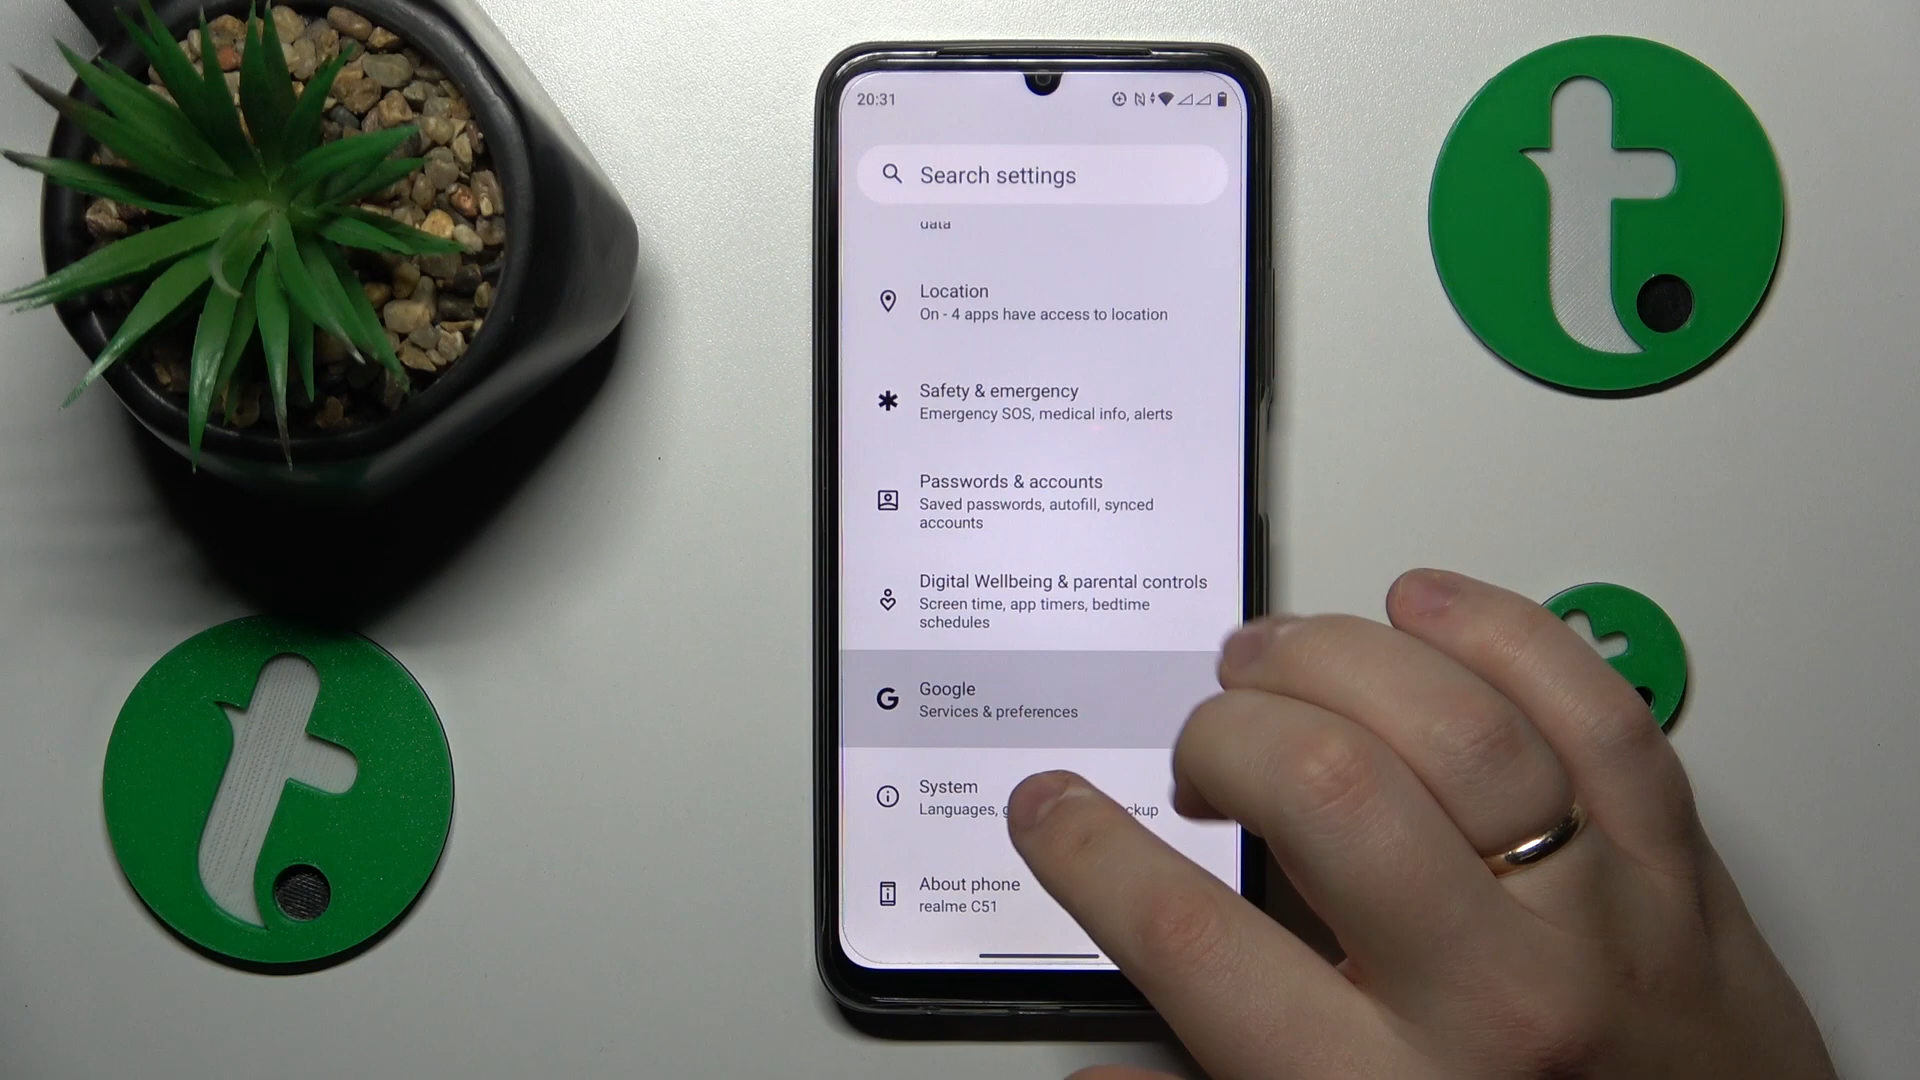 20:31
Search settings
data
Location
On - 4 apps have access to location
Safety & emergency
Emergency SOS, medical info, alerts
Passwords & accounts
Saved passwords, autofill, synced
accounts
Digital Wellbeing & parental controls
Screen time, app timers, bedtime
schedules
Google
Services & preferences
System
Languages,
About phone
realme C51